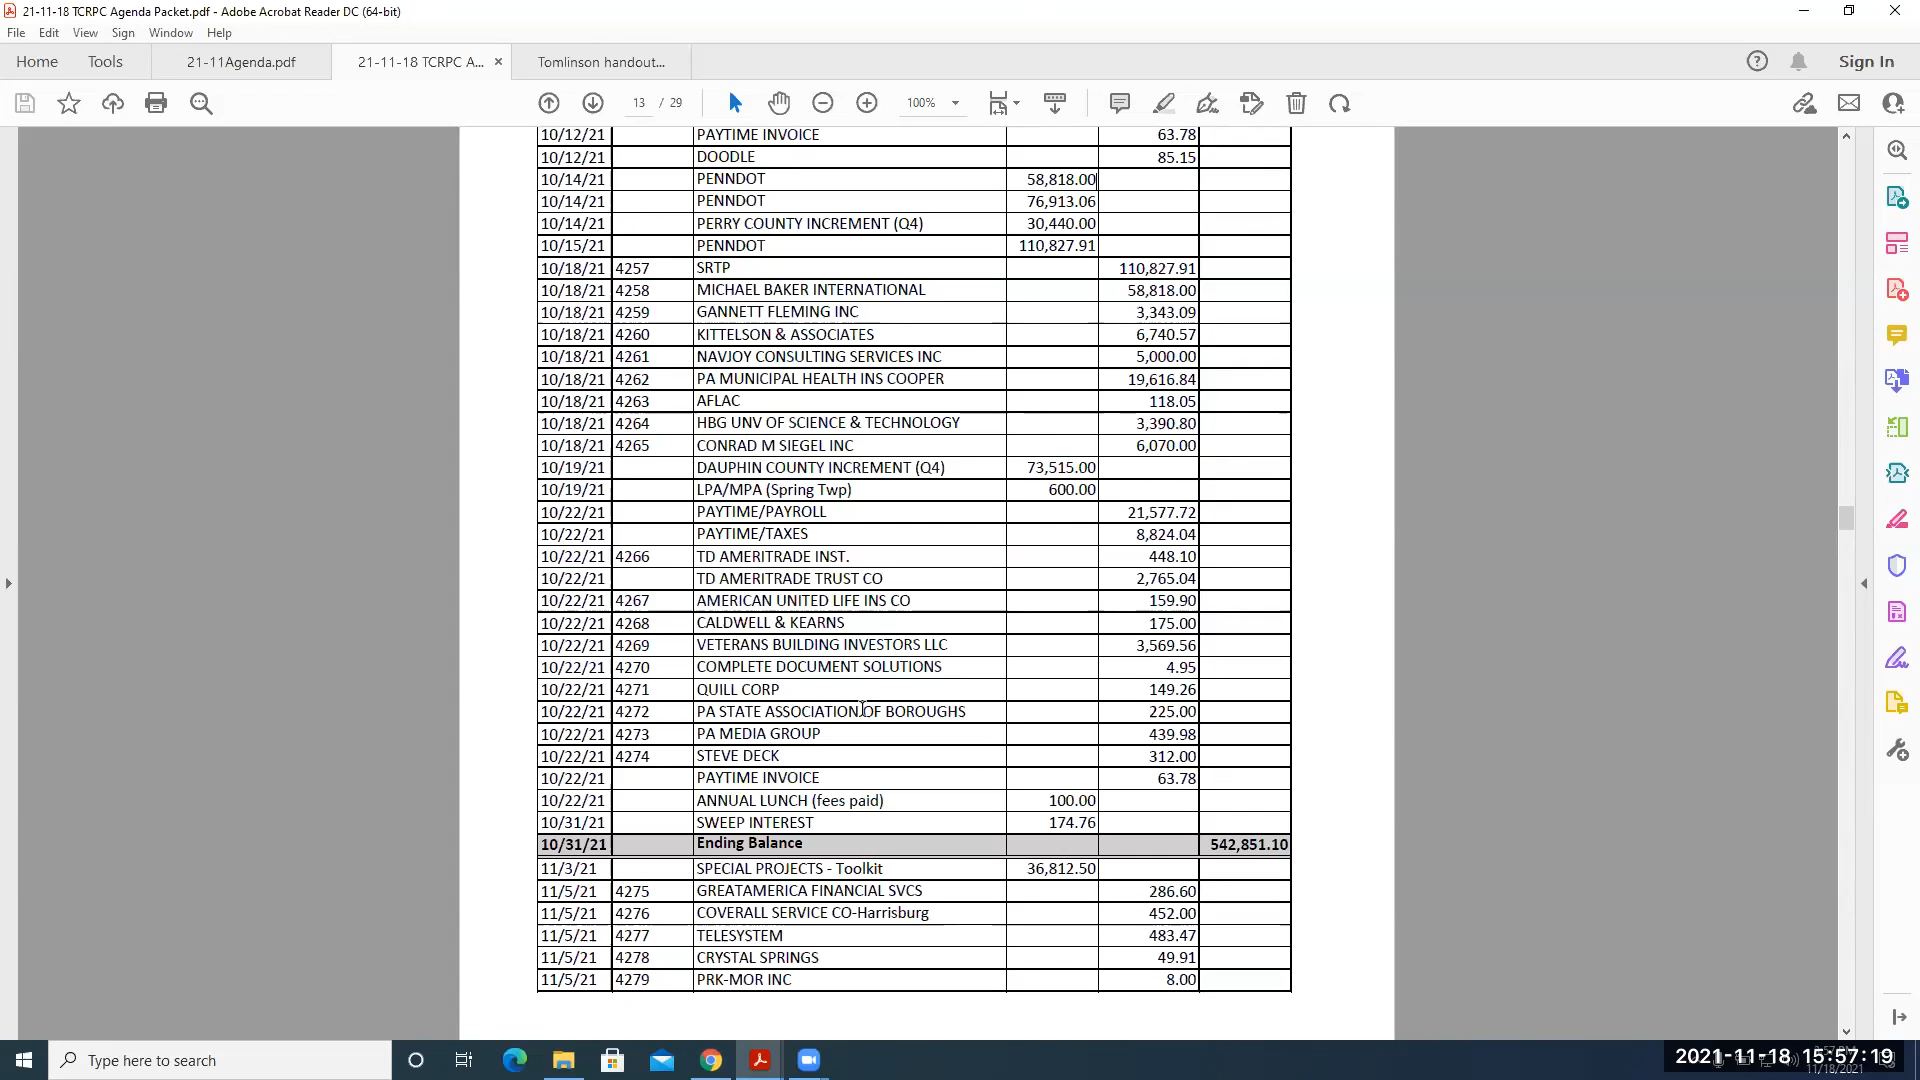 21-11-18 TCRPC Agenda Packet.pdf - Adobe Acrobat Reader DC (64-bit)
File Edit View Sign Window Help
Home Tools 21-11Agenda.pdf 21-11-18 TCRPC A... × Tomlinson handout... Sign In
13 / 29 100%
10/12/21 PAYTIME INVOICE 63.78
10/12/21 DOODLE 85.15
10/14/21 PENNDOT 58,818.00
10/14/21 PENNDOT 76,913.06
10/14/21 PERRY COUNTY INCREMENT (Q4) 30,440.00
10/15/21 PENNDOT 110,827.91
10/18/21 4257 SRTP 110,827.91
10/18/21 4258 MICHAEL BAKER INTERNATIONAL 58,818.00
10/18/21 4259 GANNETT FLEMING INC 3,343.09
10/18/21 4260 KITTELSON & ASSOCIATES 6,740.57
10/18/21 4261 NAVJOY CONSULTING SERVICES INC 5,000.00
10/18/21 4262 PA MUNICIPAL HEALTH INS COOPER 19,616.84
10/18/21 4263 AFLAC 118.05
10/18/21 4264 HBG UNV OF SCIENCE & TECHNOLOGY 3,390.80
10/18/21 4265 CONRAD M SIEGEL INC 6,070.00
10/19/21 DAUPHIN COUNTY INCREMENT (Q4) 73,515.00
10/19/21 LPA/MPA (Spring Twp) 600.00
10/22/21 PAYTIME/PAYROLL 21,577.72
10/22/21 PAYTIME/TAXES 8,824.04
10/22/21 4266 TD AMERITRADE INST. 448.10
10/22/21 TD AMERITRADE TRUST CO 2,765.04
10/22/21 4267 AMERICAN UNITED LIFE INS CO 159.90
10/22/21 4268 CALDWELL & KEARNS 175.00
10/22/21 4269 VETERANS BUILDING INVESTORS LLC 3,569.56
10/22/21 4270 COMPLETE DOCUMENT SOLUTIONS 4.95
10/22/21 4271 QUILL CORP 149.26
10/22/21 4272 PA STATE ASSOCIATION OF BOROUGHS 225.00
10/22/21 4273 PA MEDIA GROUP 439.98
10/22/21 4274 STEVE DECK 312.00
10/22/21 PAYTIME INVOICE 63.78
10/22/21 ANNUAL LUNCH (fees paid) 100.00
10/31/21 SWEEP INTEREST 174.76
10/31/21 Ending Balance 542,851.10
11/3/21 SPECIAL PROJECTS - Toolkit 36,812.50
11/5/21 4275 GREATAMERICA FINANCIAL SVCS 286.60
11/5/21 4276 COVERALL SERVICE CO-Harrisburg 452.00
11/5/21 4277 TELESYSTEM 483.47
11/5/21 4278 CRYSTAL SPRINGS 49.91
11/5/21 4279 PRK-MOR INC 8.00
Type here to search
2021-11-18 15:57:19
11/18/2021